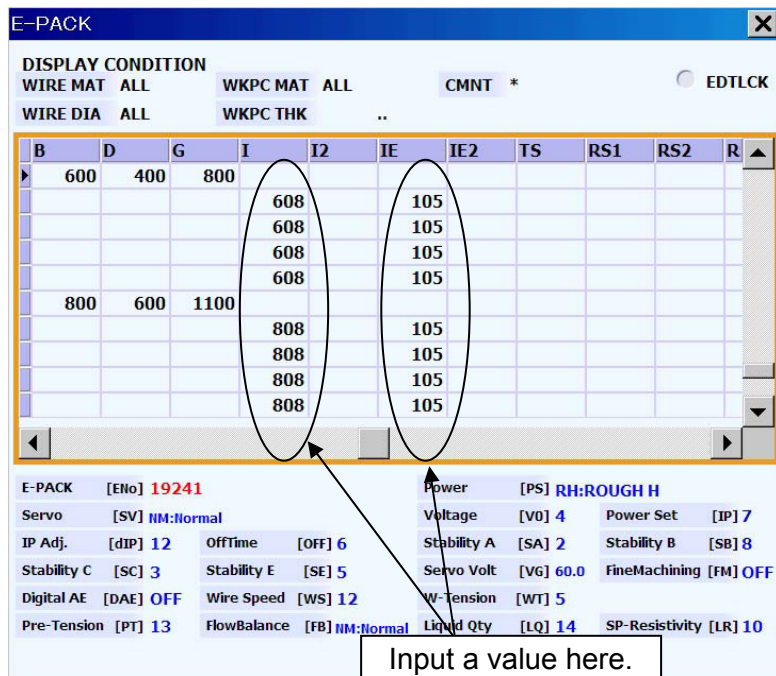 E-PACK
DISPLAY CONDITION
WIRE MAT ALL WKPC MAT ALL CMNT * EDTLCK
WIRE DIA ALL WKPC THK ..
B D G I I2 IE IE2 TS RS1 RS2 R
600 400 800
608 105
608 105
608 105
608 105
800 600 1100
808 105
808 105
808 105
808 105
E-PACK [ENo] 19241 Power [PS] RH:ROUGH H
Servo [SV] NM:Normal Voltage [V0] 4 Power Set [IP] 7
IP Adj. [dIP] 12 OffTime [OFF] 6 Stability A [SA] 2 Stability B [SB] 8
Stability C [SC] 3 Stability E [SE] 5 Servo Volt [VG] 60.0 FineMachining [FM] OFF
Digital AE [DAE] OFF Wire Speed [WS] 12 W-Tension [WT] 5
Pre-Tension [PT] 13 FlowBalance [FB] NM:Normal Liquid Qty [LQ] 14 SP-Resistivity [LR] 10
Input a value here.